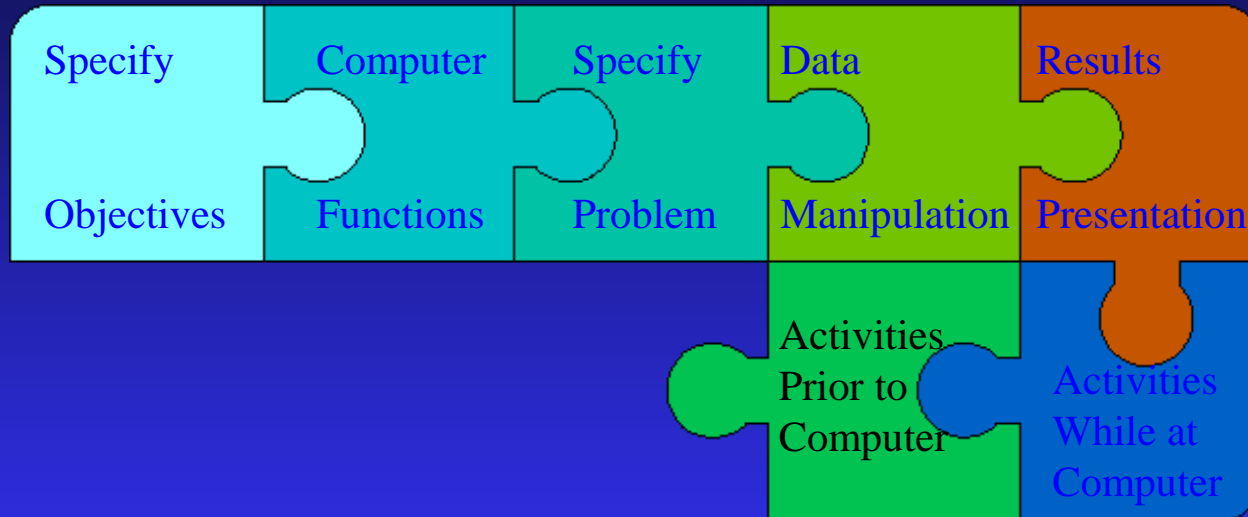 Specify
Objectives
Computer
Functions
Specify
Problem
Data
Manipulation
Results
Presentation
Activities
Prior to
Computer
Activities
While at
Computer